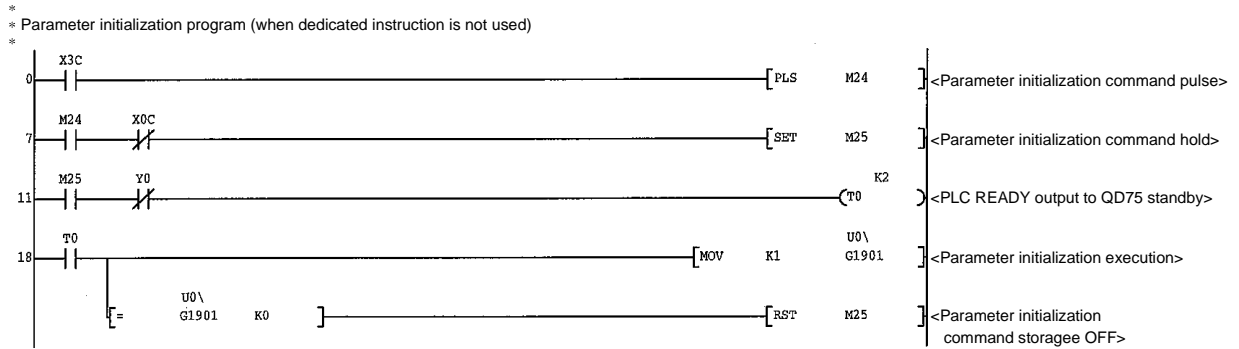 *
* Parameter initialization program (when dedicated instruction is not used)
*
X3C
0 PLS M24 <Parameter initialization command pulse>
M24 X0C
7 SET M25 <Parameter initialization command hold>
M25 Y0 K2
11 T0 <PLC READY output to QD75 standby>
T0 U0\
18 MOV K1 G1901 <Parameter initialization execution>
U0\
= G1901 K0 RST M25 <Parameter initialization
command storagee OFF>